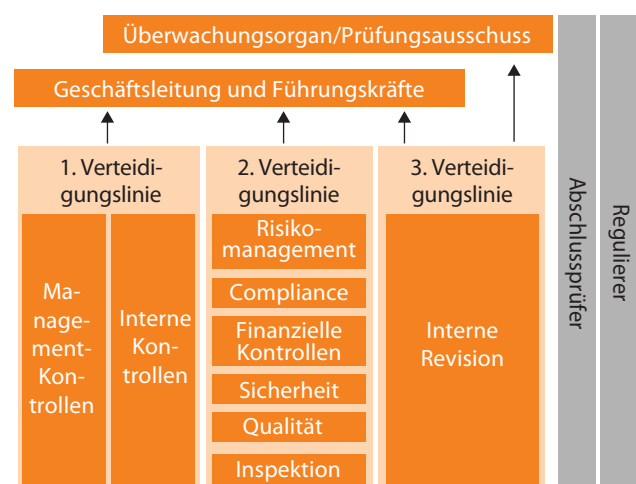 Überwachungsorgan/Prüfungsausschuss
Geschäftsleitung und Führungskräfte
1. Verteidi-
gungslinie
Ma-
nage-
ment-
Kon-
trollen
Interne
Kon-
trollen
2. Verteidi-
gungslinie
Risiko-
management
Compliance
Finanzielle
Kontrollen
Sicherheit
Qualität
Inspektion
3. Verteidi-
gungslinie
Interne
Revision
Abschlussprüfer
Regulierer